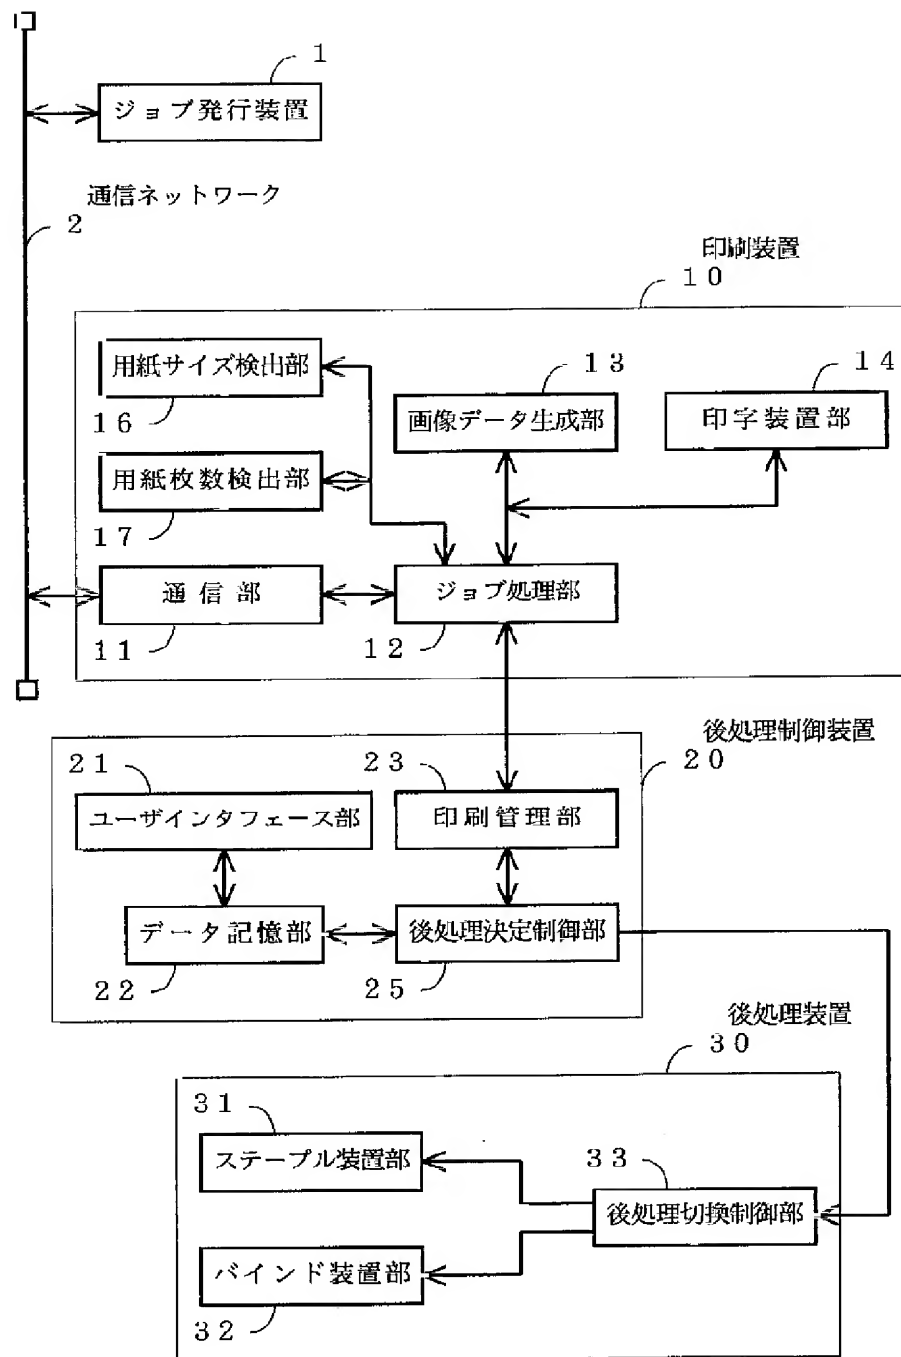 1
ジョブ発行装置
通信ネットワーク
2
印刷装置
10
用紙サイズ検出部
16
13
画像データ生成部
14
印字装置部
用紙枚数検出部
17
通信部
11
ジョブ処理部
12
後処理制御装置
20
21
ユーザインタフェース部
23
印刷管理部
データ記憶部
22
後処理決定制御部
25
後処理装置
30
31
ステープル装置部
33
後処理切換制御部
バインド装置部
32